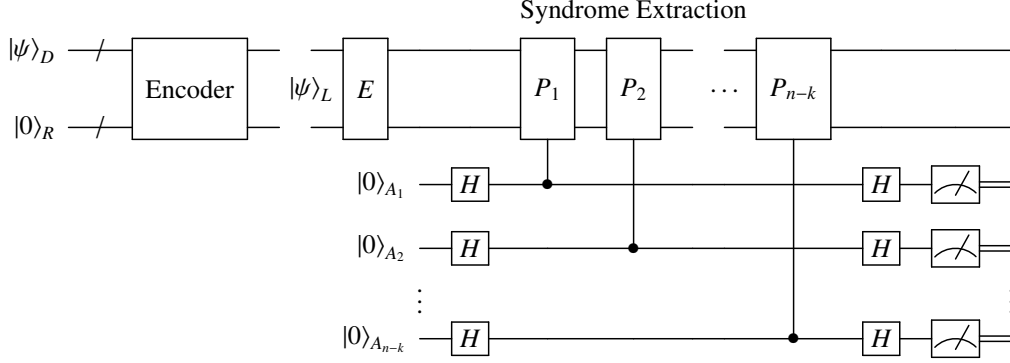 Syndrome Extraction
|ψ⟩_D Encoder |ψ⟩_L E P_1 P_2 ⋯ P_{n−k}
|0⟩_R
|0⟩_{A_1} H H
|0⟩_{A_2} H H
⋮ ⋮
|0⟩_{A_{n−k}} H H